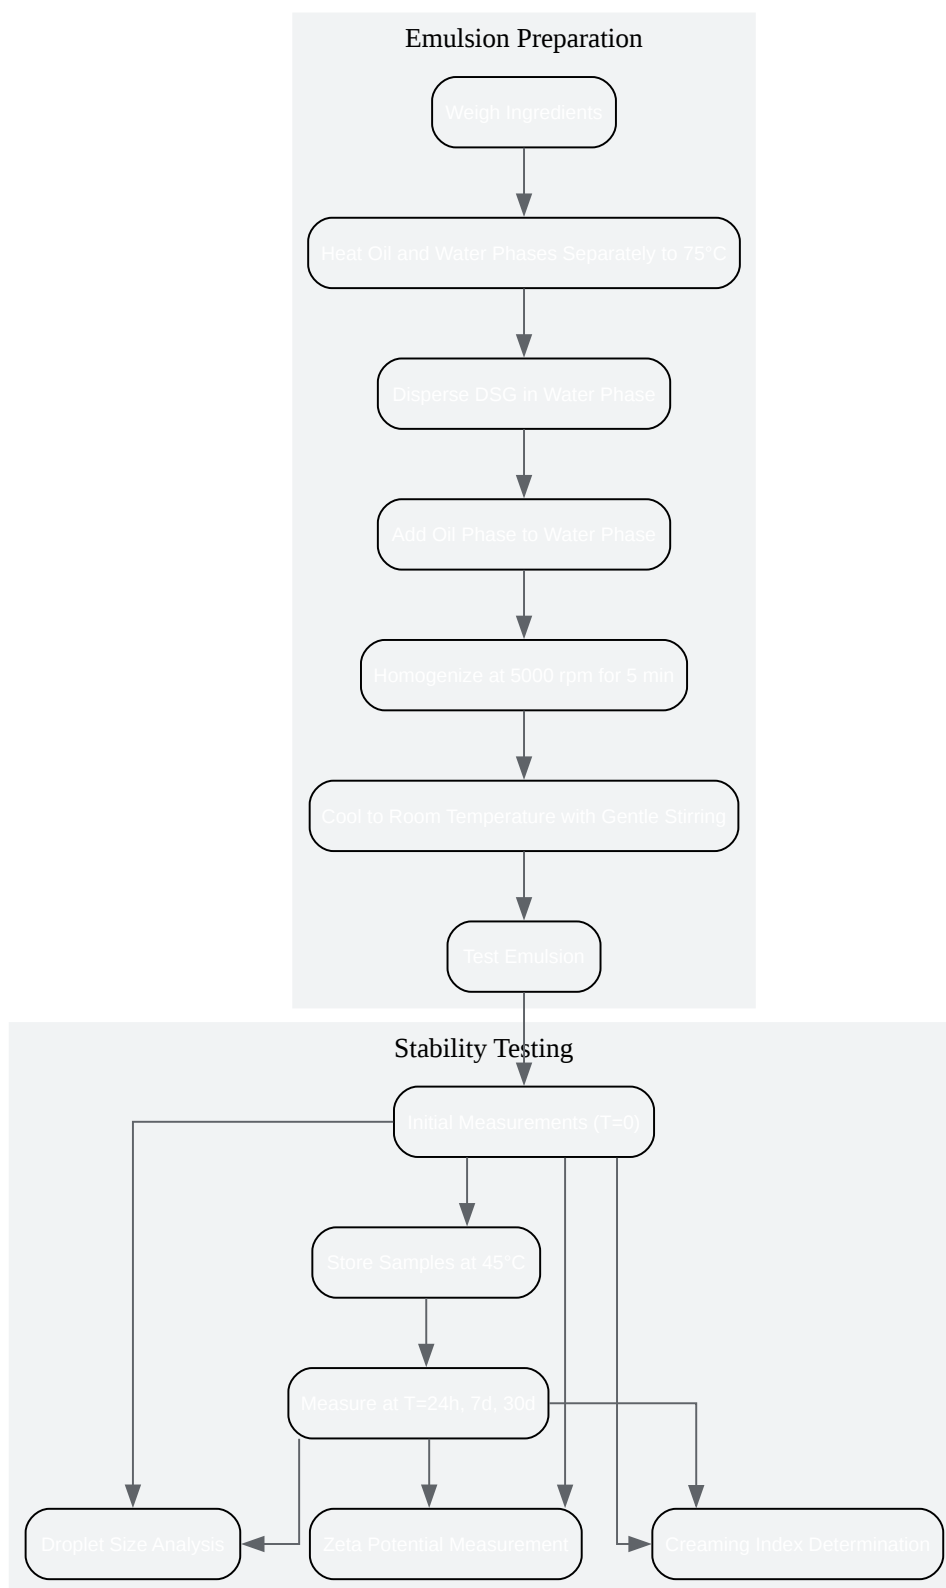 Emulsion Preparation
Weigh Ingredients
Heat Oil and Water Phases Separately to 75°C
Disperse DSG in Water Phase
Add Oil Phase to Water Phase
Homogenize at 5000 rpm for 5 min
Cool to Room Temperature with Gentle Stirring
Test Emulsion
Stability Testing
Initial Measurements (T=0)
Store Samples at 45°C
Measure at T=24h, 7d, 30d
Droplet Size Analysis
Zeta Potential Measurement
Creaming Index Determination